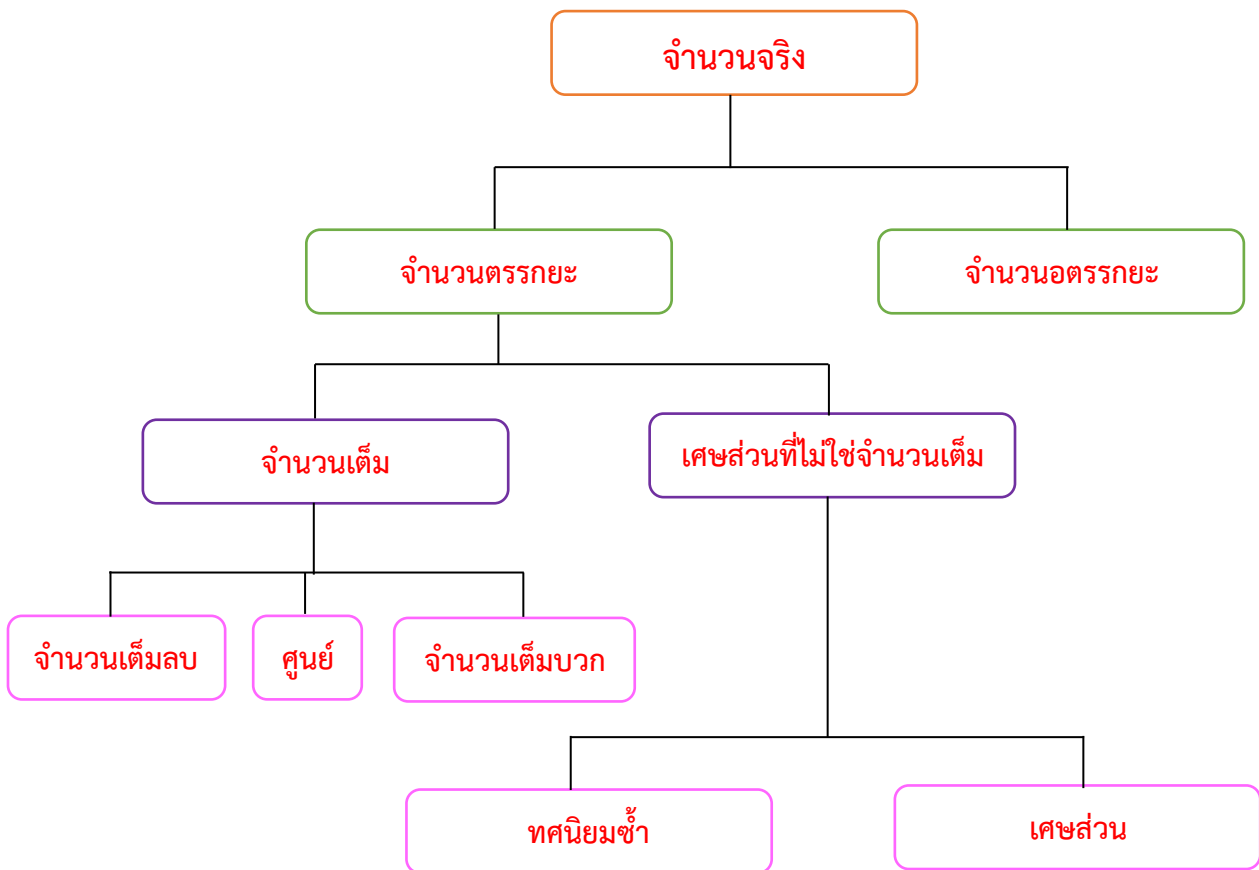 จำนวนจริง
จำนวนตรรกยะ
จำนวนอตรรกยะ
จำนวนเต็ม
เศษส่วนที่ไม่ใช่จำนวนเต็ม
จำนวนเต็มลบ
ศูนย์
จำนวนเต็มบวก
ทศนิยมซ้ำ
เศษส่วน